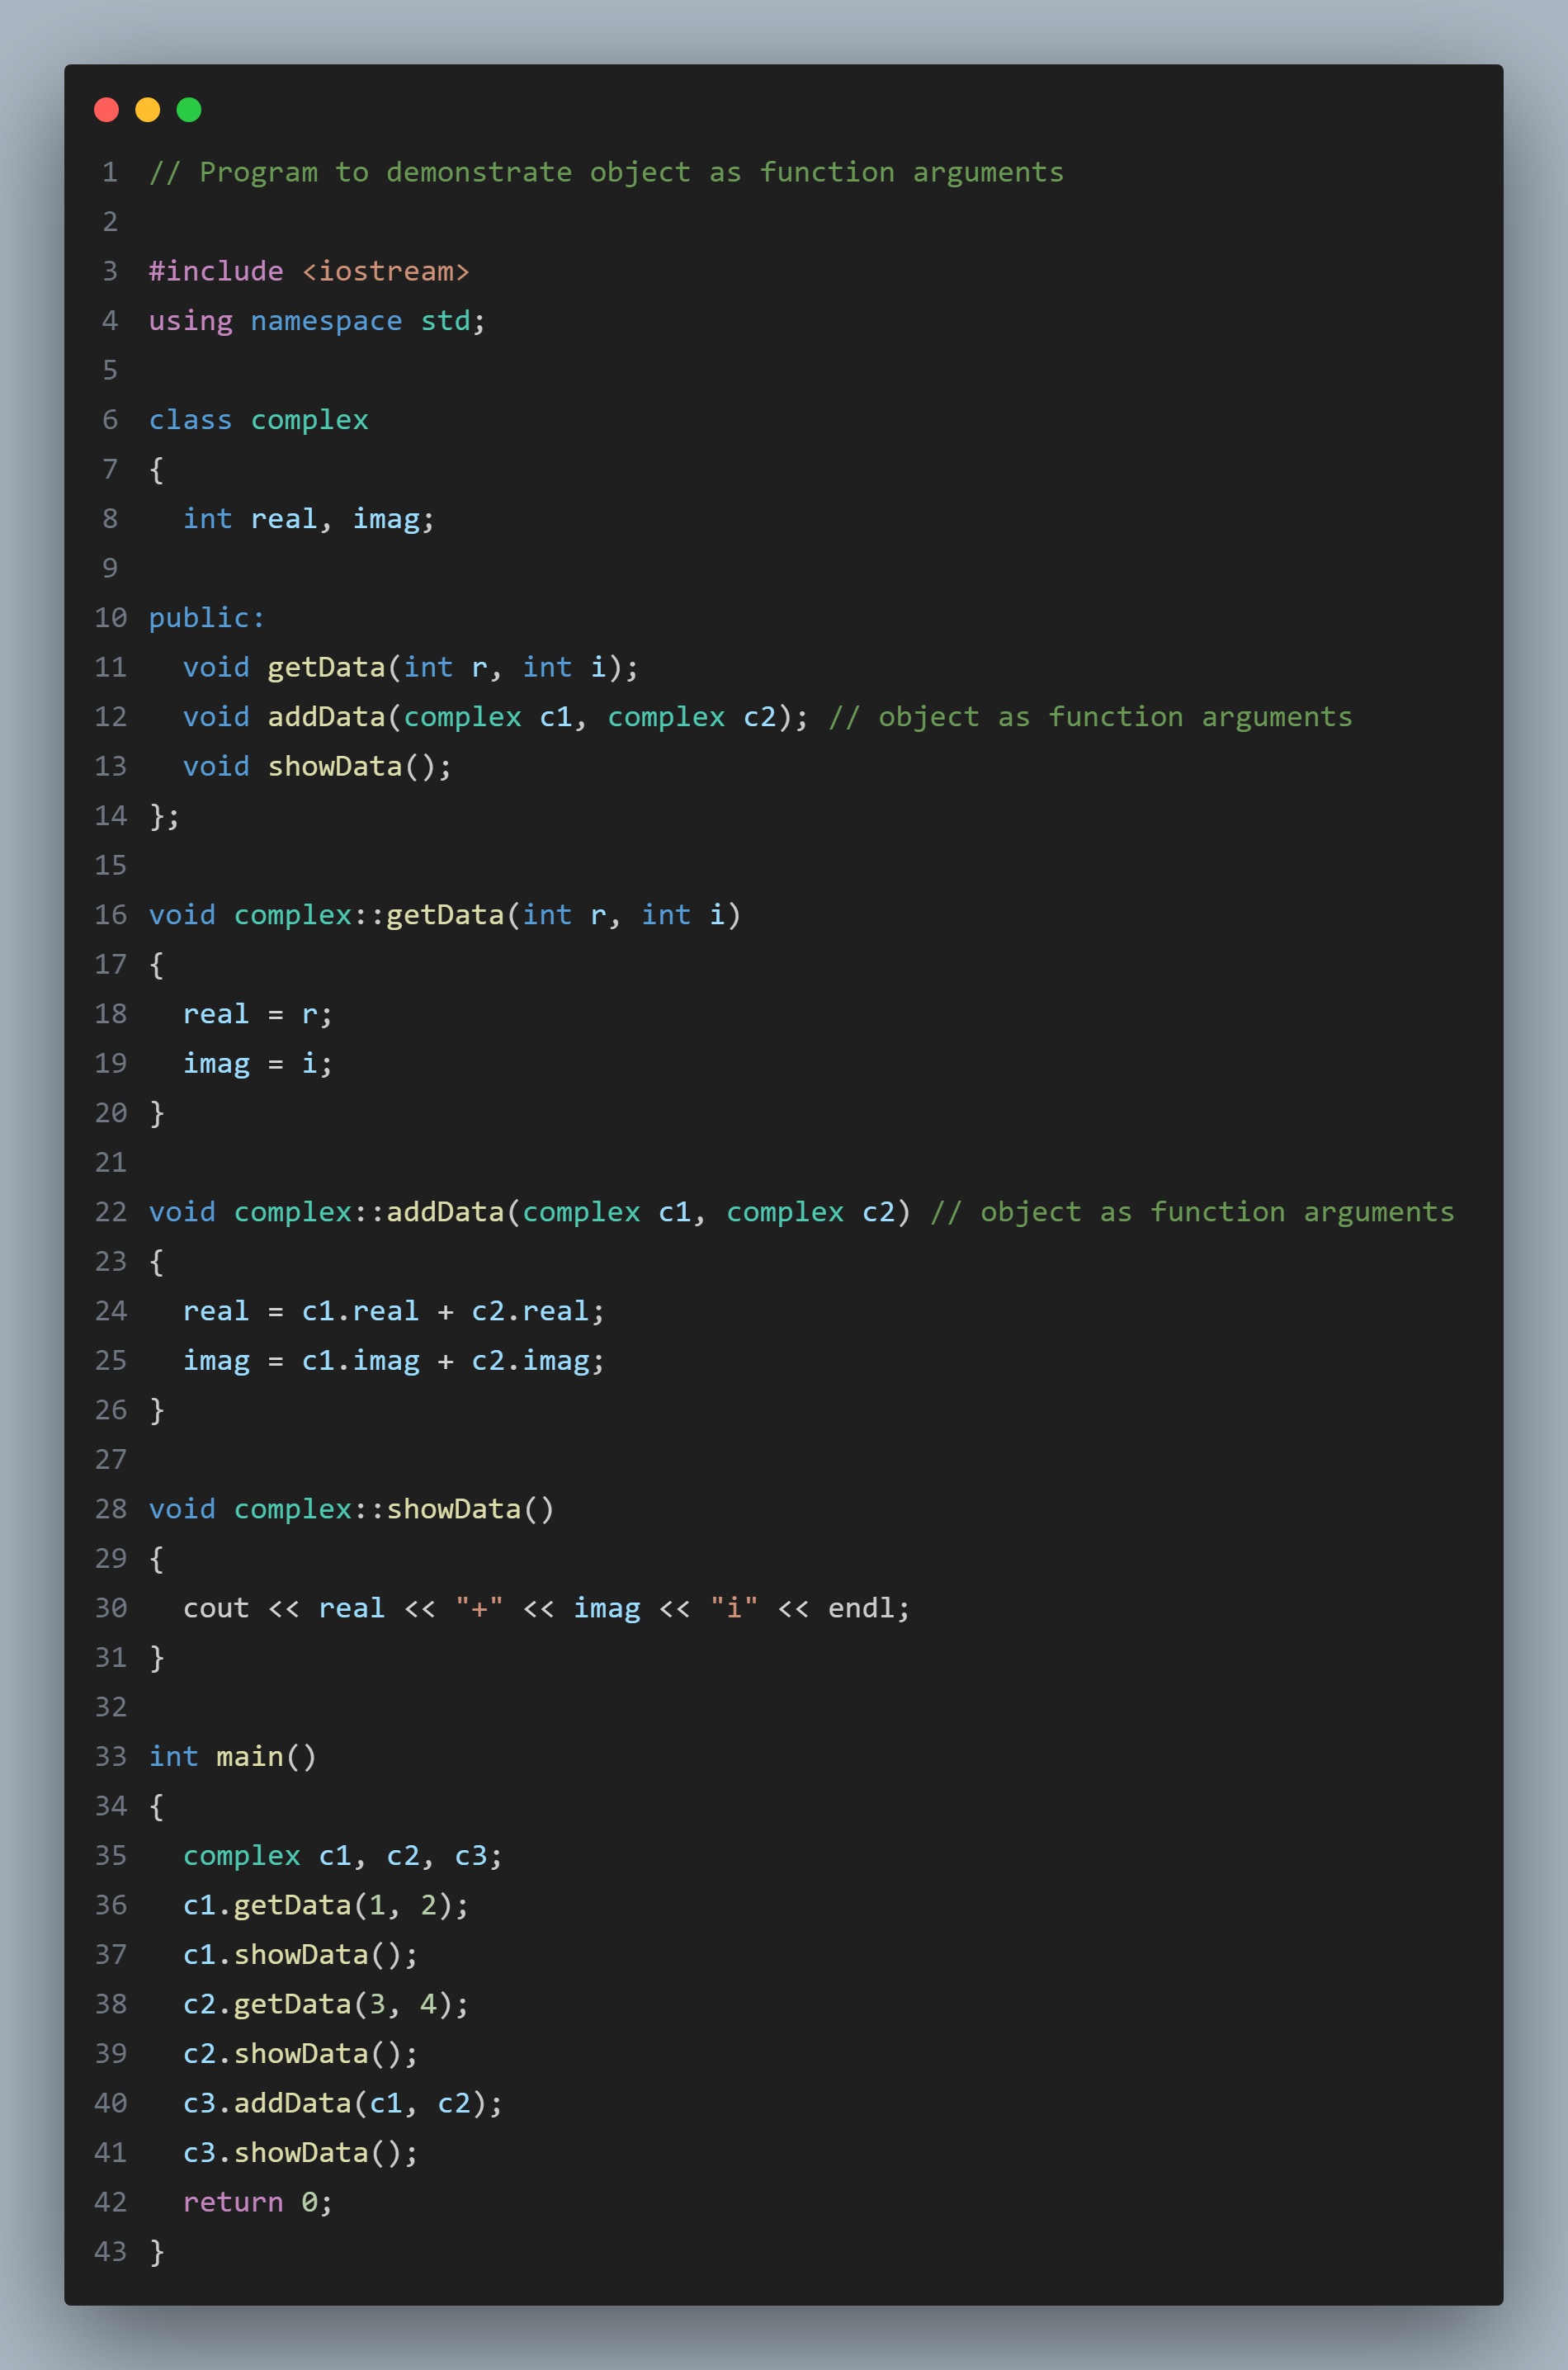 1 // Program to demonstrate object as function arguments
2
3 #include <iostream>
4 using namespace std;
5
6 class complex
7 {
8   int real, imag;
9
10 public:
11   void getData(int r, int i);
12   void addData(complex c1, complex c2); // object as function arguments
13   void showData();
14 };
15
16 void complex::getData(int r, int i)
17 {
18   real = r;
19   imag = i;
20 }
21
22 void complex::addData(complex c1, complex c2) // object as function arguments
23 {
24   real = c1.real + c2.real;
25   imag = c1.imag + c2.imag;
26 }
27
28 void complex::showData()
29 {
30   cout << real << "+" << imag << "i" << endl;
31 }
32
33 int main()
34 {
35   complex c1, c2, c3;
36   c1.getData(1, 2);
37   c1.showData();
38   c2.getData(3, 4);
39   c2.showData();
40   c3.addData(c1, c2);
41   c3.showData();
42   return 0;
43 }